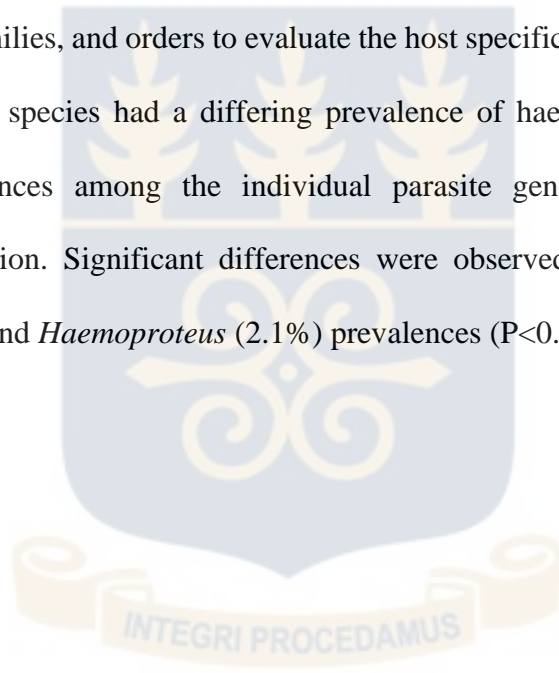 families, and orders to evaluate the host specific
species had a differing prevalence of hae
nces among the individual parasite gen
ion. Significant differences were observed
nd Haemoproteus (2.1%) prevalences (P<0.
INTEGRI PROCEDAMUS